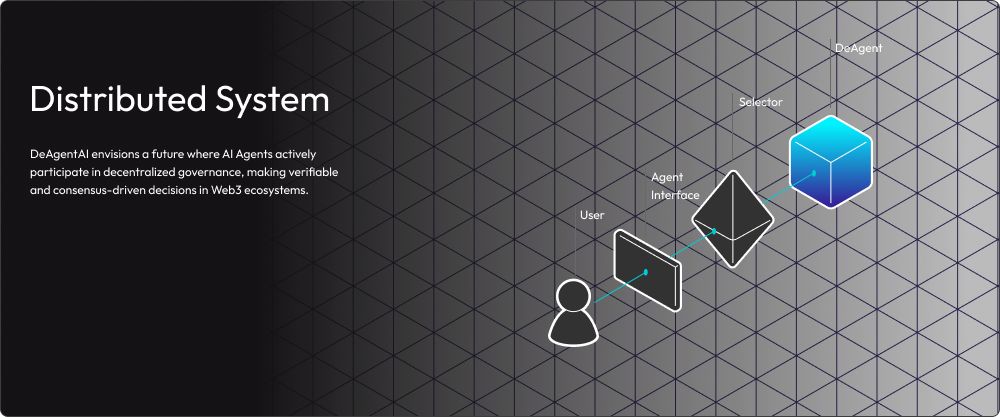 Distributed System
DeAgentAI envisions a future where AI Agents actively
participate in decentralized governance, making verifiable
and consensus-driven decisions in Web3 ecosystems.
User
Agent
Interface
Selector
DeAgent